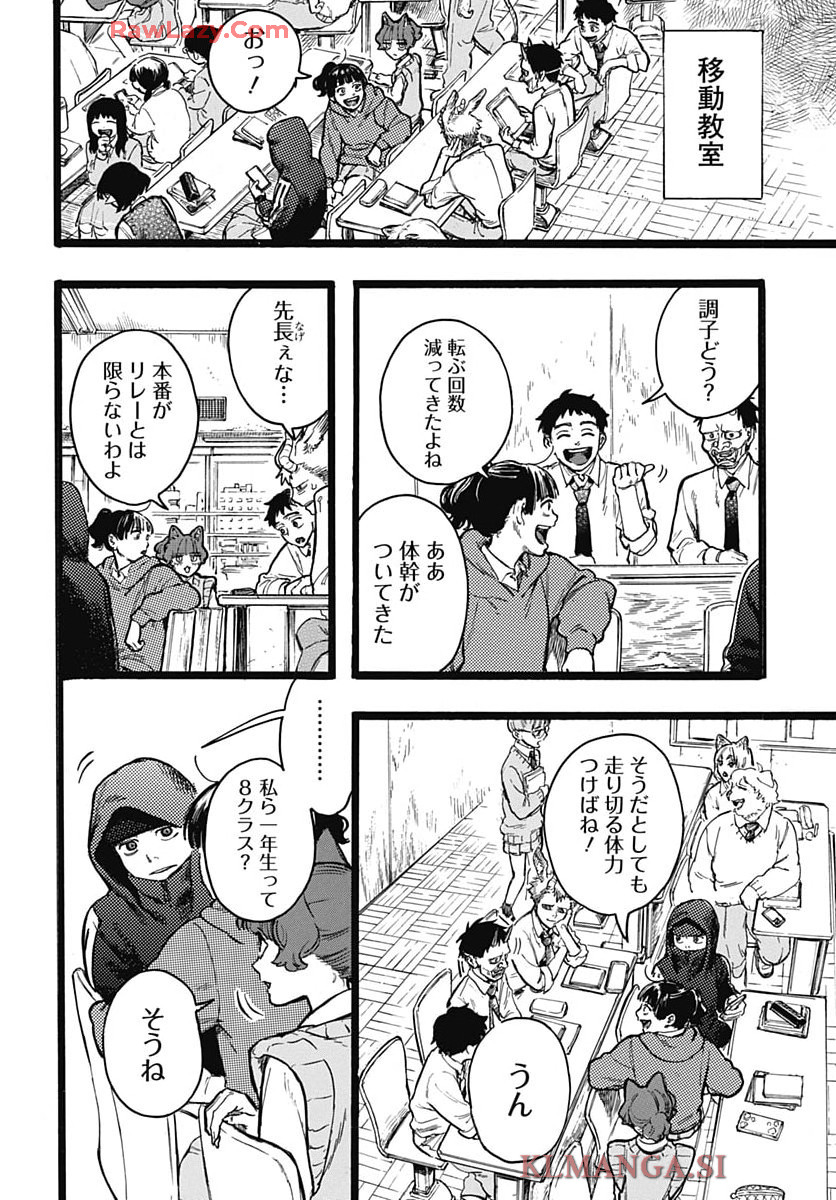 RawLazy.Com
移動教室
おっ！
調子どう？
転ぶ回数
減ってきたよね
ああ
体幹が
ついてきた
先長ぇな…
なげ
本番が
リレーとは
限らないわよ
そうだとしても
走り切る体力
つけばね！
うん
……
私ら一年生って
８クラス？
そうね
KLMANGA.SI